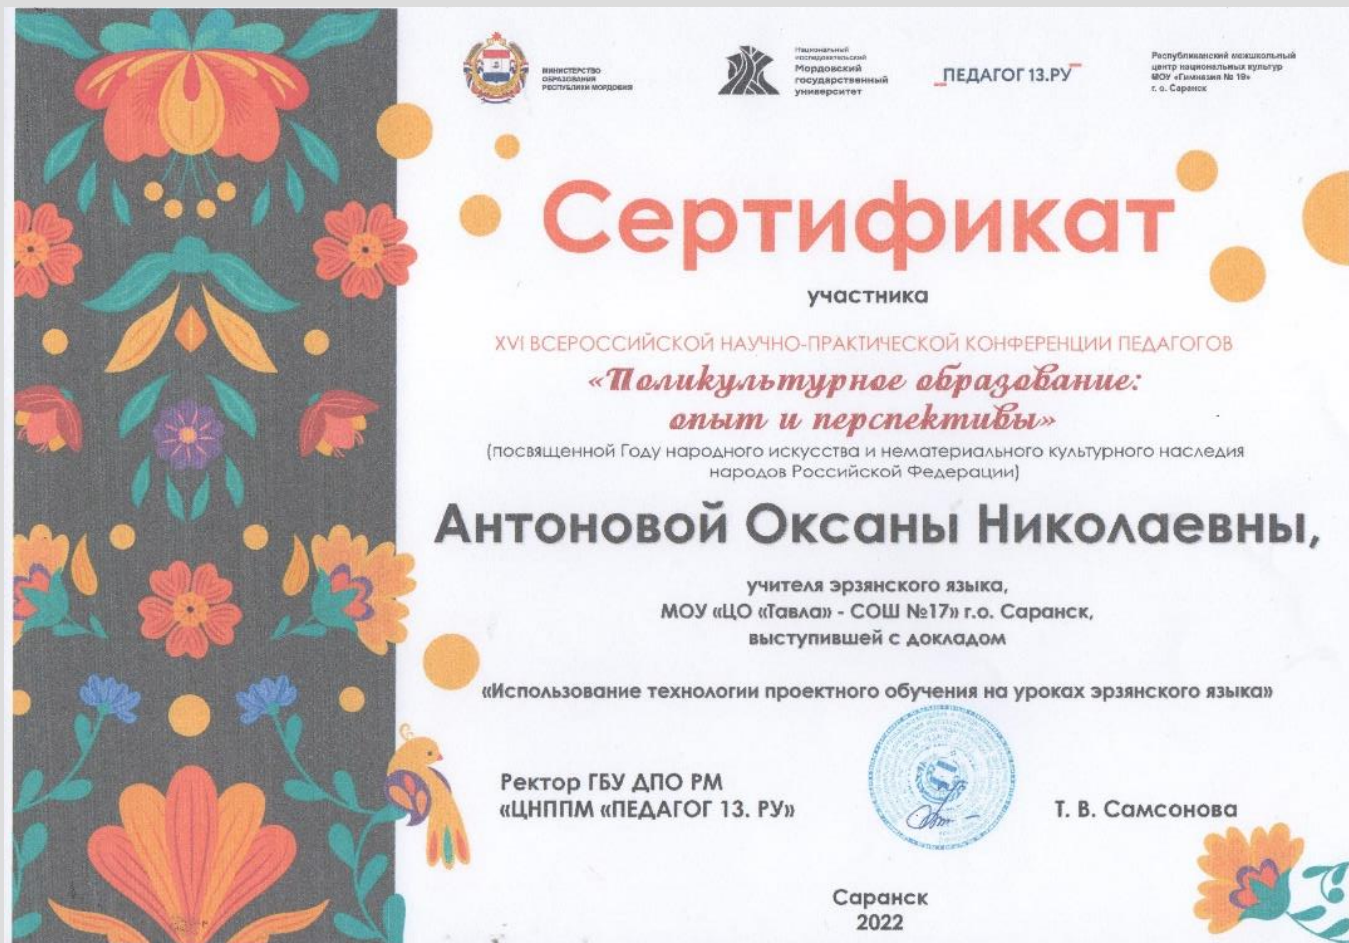 МИНИСТЕРСТВО
ОБРАЗОВАНИЯ
РЕСПУБЛИКИ МОРДОВИЯ
Национальный
исследовательский
Мордовский
государственный
университет
ПЕДАГОГ 13.РУ
Республиканский межшкольный
центр национальных культур
МОУ «Гимназия № 19»
г. о. Саранск
Сертификат
участника
XVI ВСЕРОССИЙСКОЙ НАУЧНО-ПРАКТИЧЕСКОЙ КОНФЕРЕНЦИИ ПЕДАГОГОВ
«Поликультурное образование:
опыт и перспективы»
(посвященной Году народного искусства и нематериального культурного наследия
народов Российской Федерации)
Антоновой Оксаны Николаевны,
учителя эрзянского языка,
МОУ «ЦО «Тавла» - СОШ №17» г.о. Саранск,
выступившей с докладом
«Использование технологии проектного обучения на уроках эрзянского языка»
Ректор ГБУ ДПО РМ
«ЦНППМ «ПЕДАГОГ 13. РУ»
Т. В. Самсонова
Саранск
2022